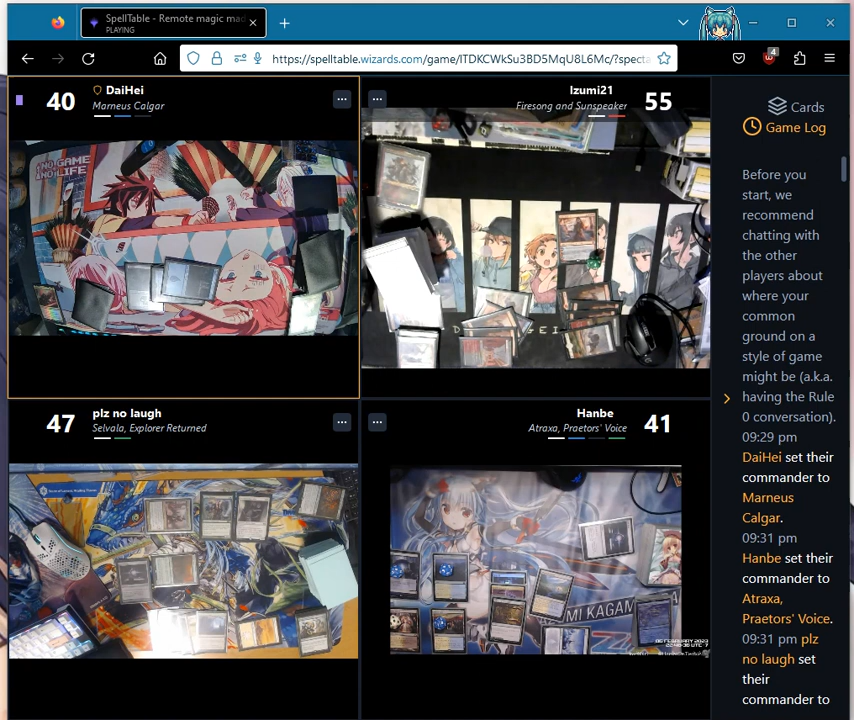 SpellTable - Remote magic mad
PLAYING
4
https://spelltable.wizards.com/game/ITDKCWkSu3BD5MqU8L6Mc/?specta
40
DaiHei
Marneus Calgar
Izumi21
Firesong and Sunspeaker
55
NO GAME
NO LIFE
47
plz no laugh
Selvala, Explorer Returned
Hanbe
Atraxa, Praetors' Voice
41
Cards
Game Log
Before you
start, we
recommend
chatting with
the other
players about
where your
common
ground on a
style of game
might be (a.k.a.
having the Rule
0 conversation).
09:29 pm
DaiHei set their
commander to
Marneus
Calgar.
09:31 pm
Hanbe set their
commander to
Atraxa,
Praetors' Voice.
09:31 pm plz
no laugh set
their
commander to